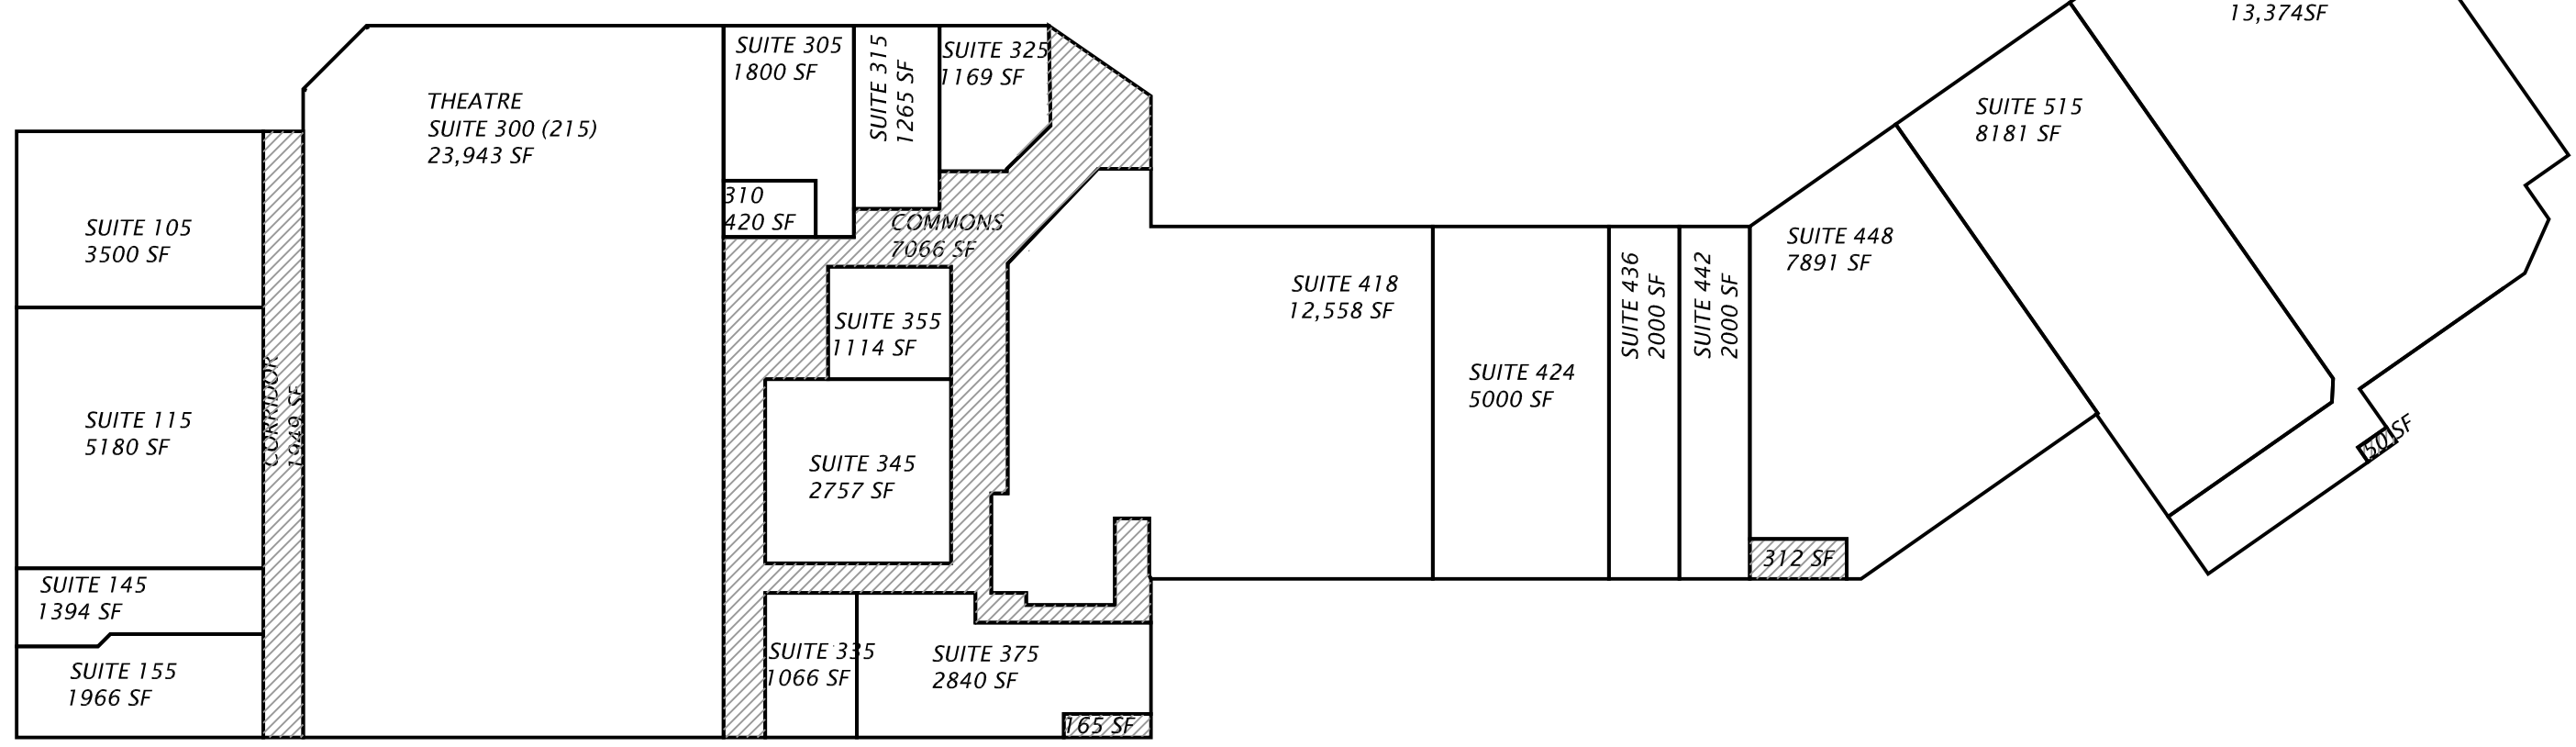 13,374SF
SUITE 305
1800 SF
SUITE 315
1265 SF
SUITE 325
1169 SF
THEATRE
SUITE 300 (215)
23,943 SF
SUITE 515
8181 SF
310
420 SF
COMMONS
7066 SF
SUITE 105
3500 SF
SUITE 418
12,558 SF
SUITE 436
2000 SF
SUITE 442
2000 SF
SUITE 448
7891 SF
SUITE 355
1114 SF
CORRIDOR
1949 SF
SUITE 115
5180 SF
SUITE 424
5000 SF
50 SF
SUITE 345
2757 SF
312 SF
SUITE 145
1394 SF
SUITE 155
1966 SF
SUITE 335
1066 SF
SUITE 375
2840 SF
165 SF